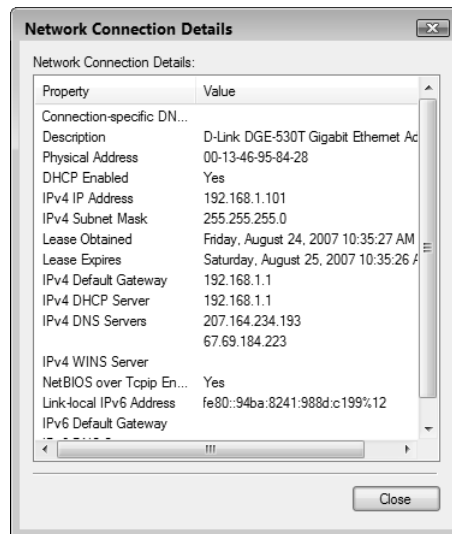 Network Connection Details
Network Connection Details:
Property Value
Connection-specific DN...
Description D-Link DGE-530T Gigabit Ethernet Ac
Physical Address 00-13-46-95-84-28
DHCP Enabled Yes
IPv4 IP Address 192.168.1.101
IPv4 Subnet Mask 255.255.255.0
Lease Obtained Friday, August 24, 2007 10:35:27 AM
Lease Expires Saturday, August 25, 2007 10:35:26 A
IPv4 Default Gateway 192.168.1.1
IPv4 DHCP Server 192.168.1.1
IPv4 DNS Servers 207.164.234.193
67.69.184.223
IPv4 WINS Server
NetBIOS over Tcpip En... Yes
Link-local IPv6 Address fe80::94ba:8241:988d:c199%12
IPv6 Default Gateway
Close